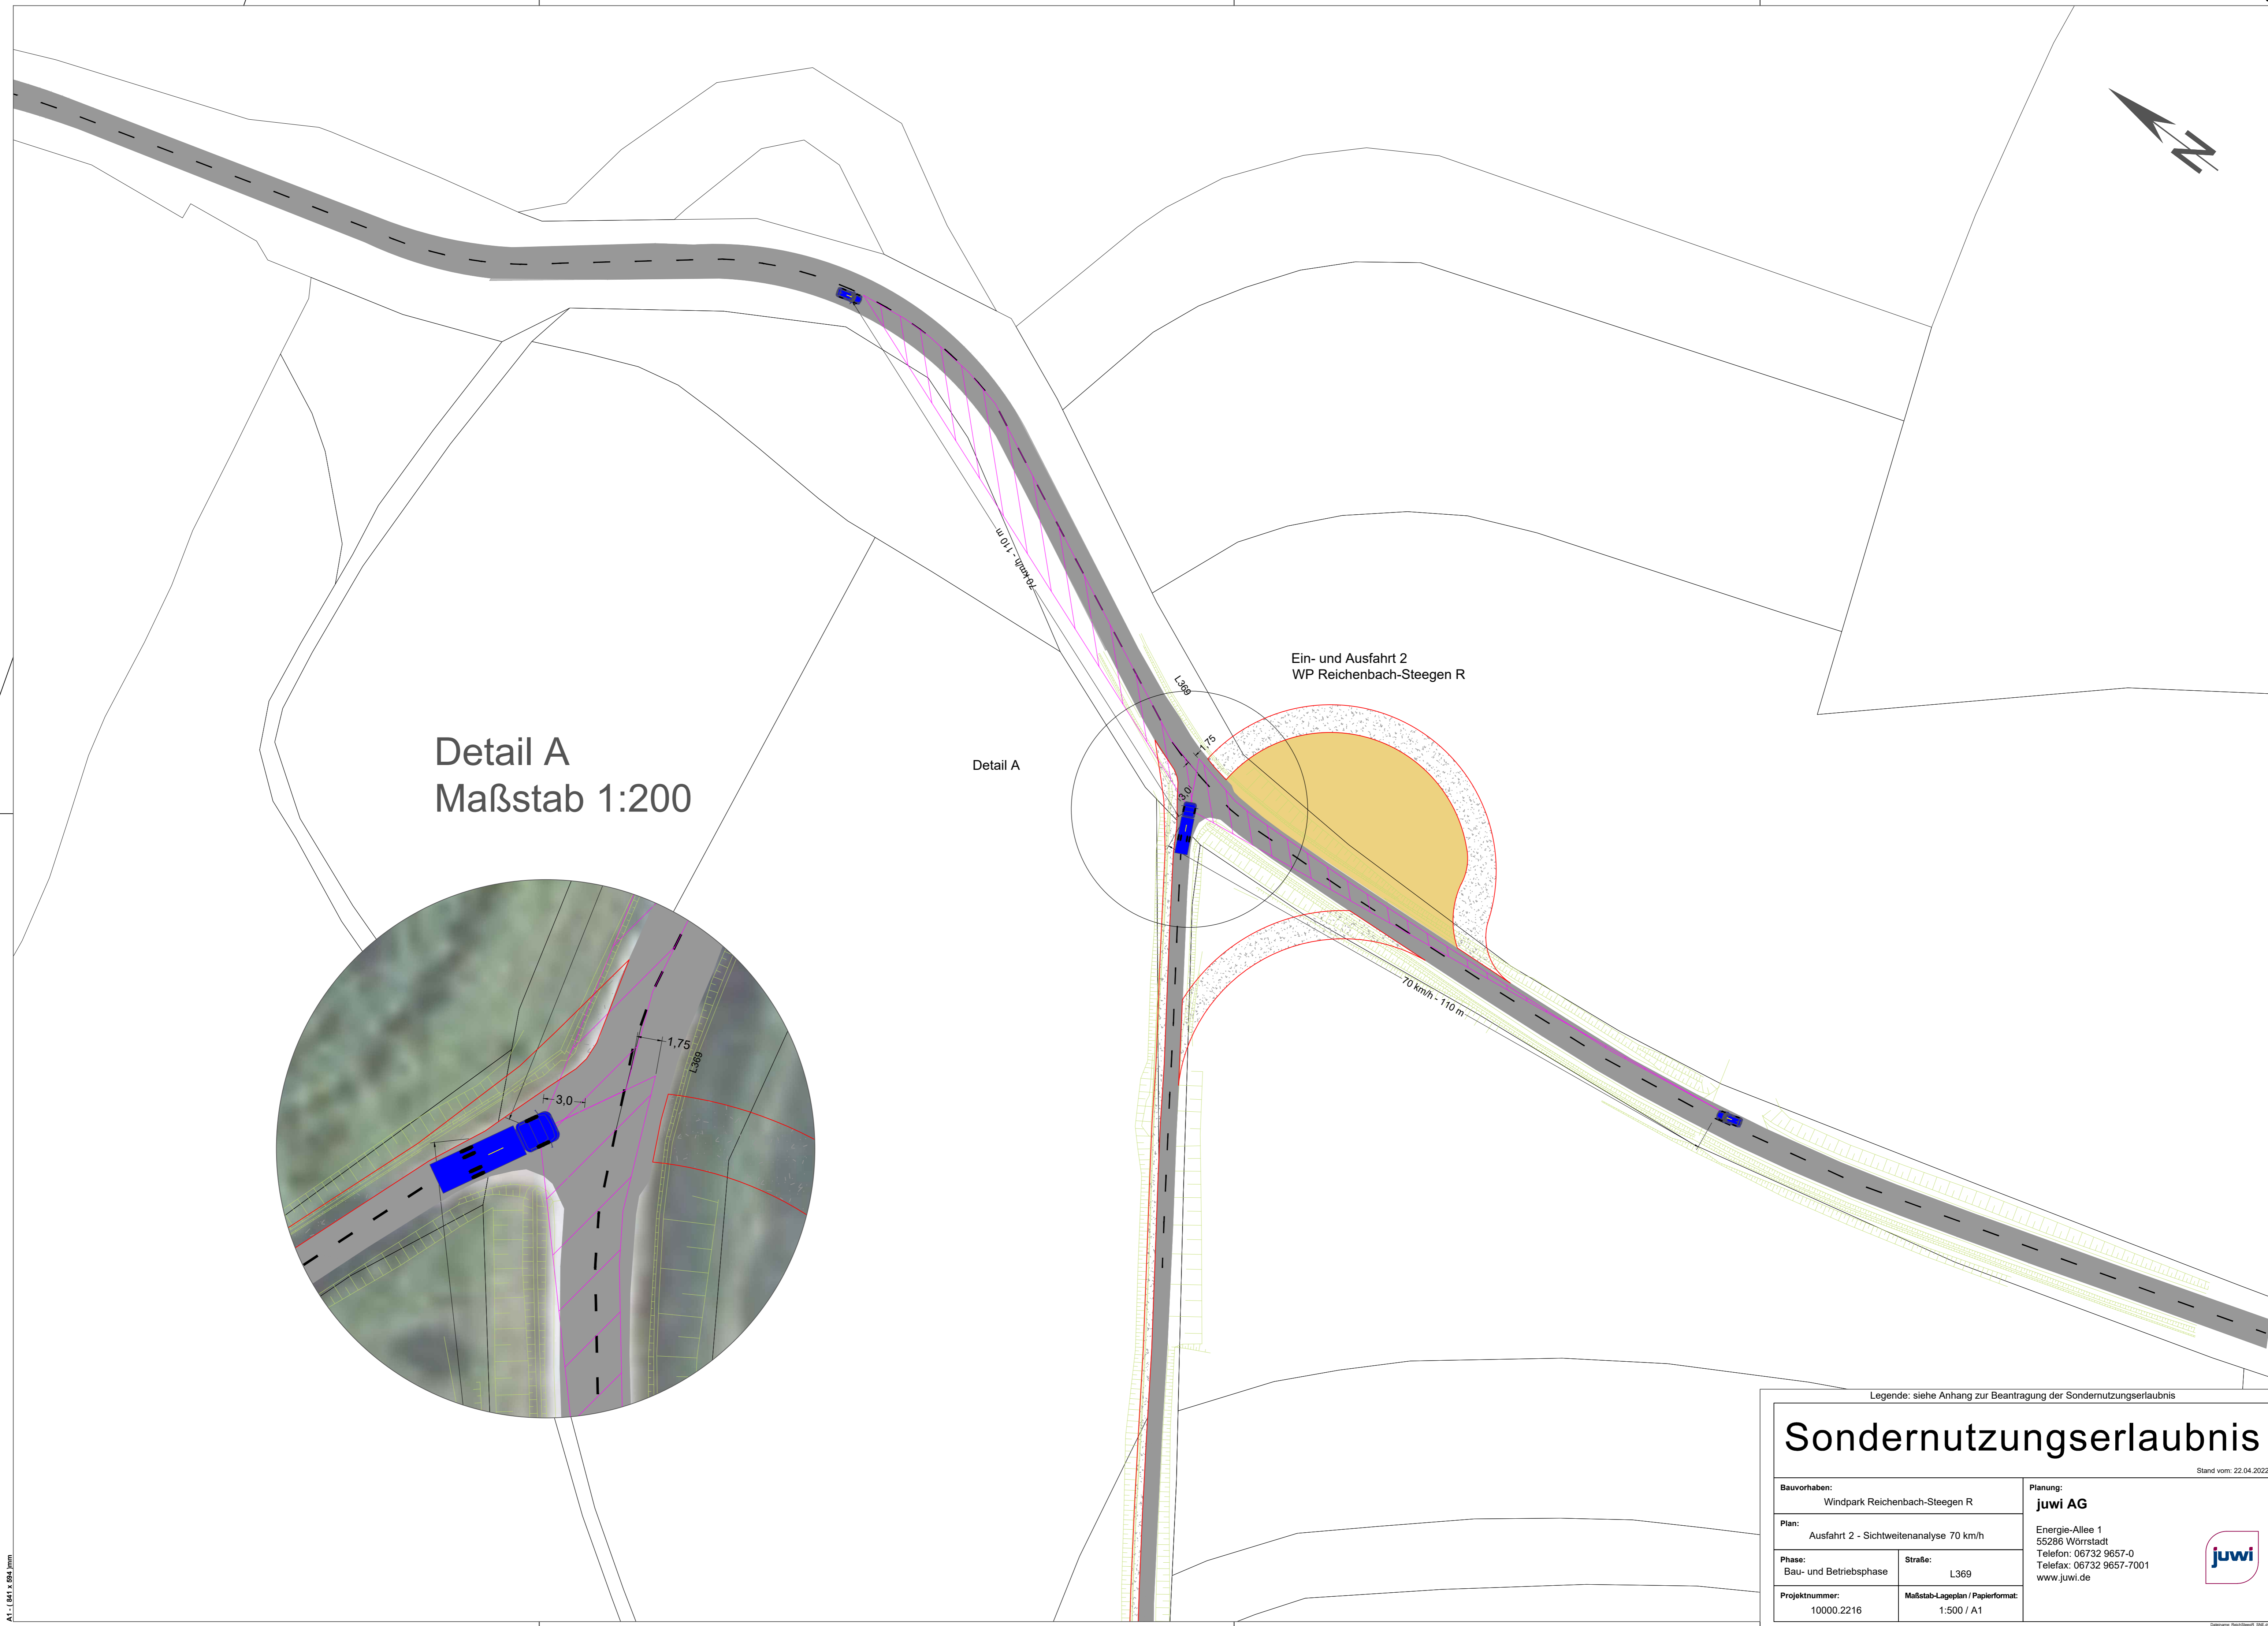 N
70 km/h - 110 m
L369
Ein- und Ausfahrt 2
WP Reichenbach-Steegen R
1,75
3,0
Detail A
70 km/h - 110 m
Detail A
Maßstab 1:200
1,75
L369
3,0
A1 - ( 841 x 594 )mm
Legende: siehe Anhang zur Beantragung der Sondernutzungserlaubnis
Sondernutzungserlaubnis
Stand vom: 22.04.2022
Bauvorhaben:
Windpark Reichenbach-Steegen R
Plan:
Ausfahrt 2 - Sichtweitenanalyse 70 km/h
Phase:
Bau- und Betriebsphase
Straße:
L369
Projektnummer:
10000.2216
Maßstab-Lageplan / Papierformat:
1:500 / A1
Planung:
juwi AG
Energie-Allee 1
55286 Wörrstadt
Telefon: 06732 9657-0
Telefax: 06732 9657-7001
www.juwi.de
juwi